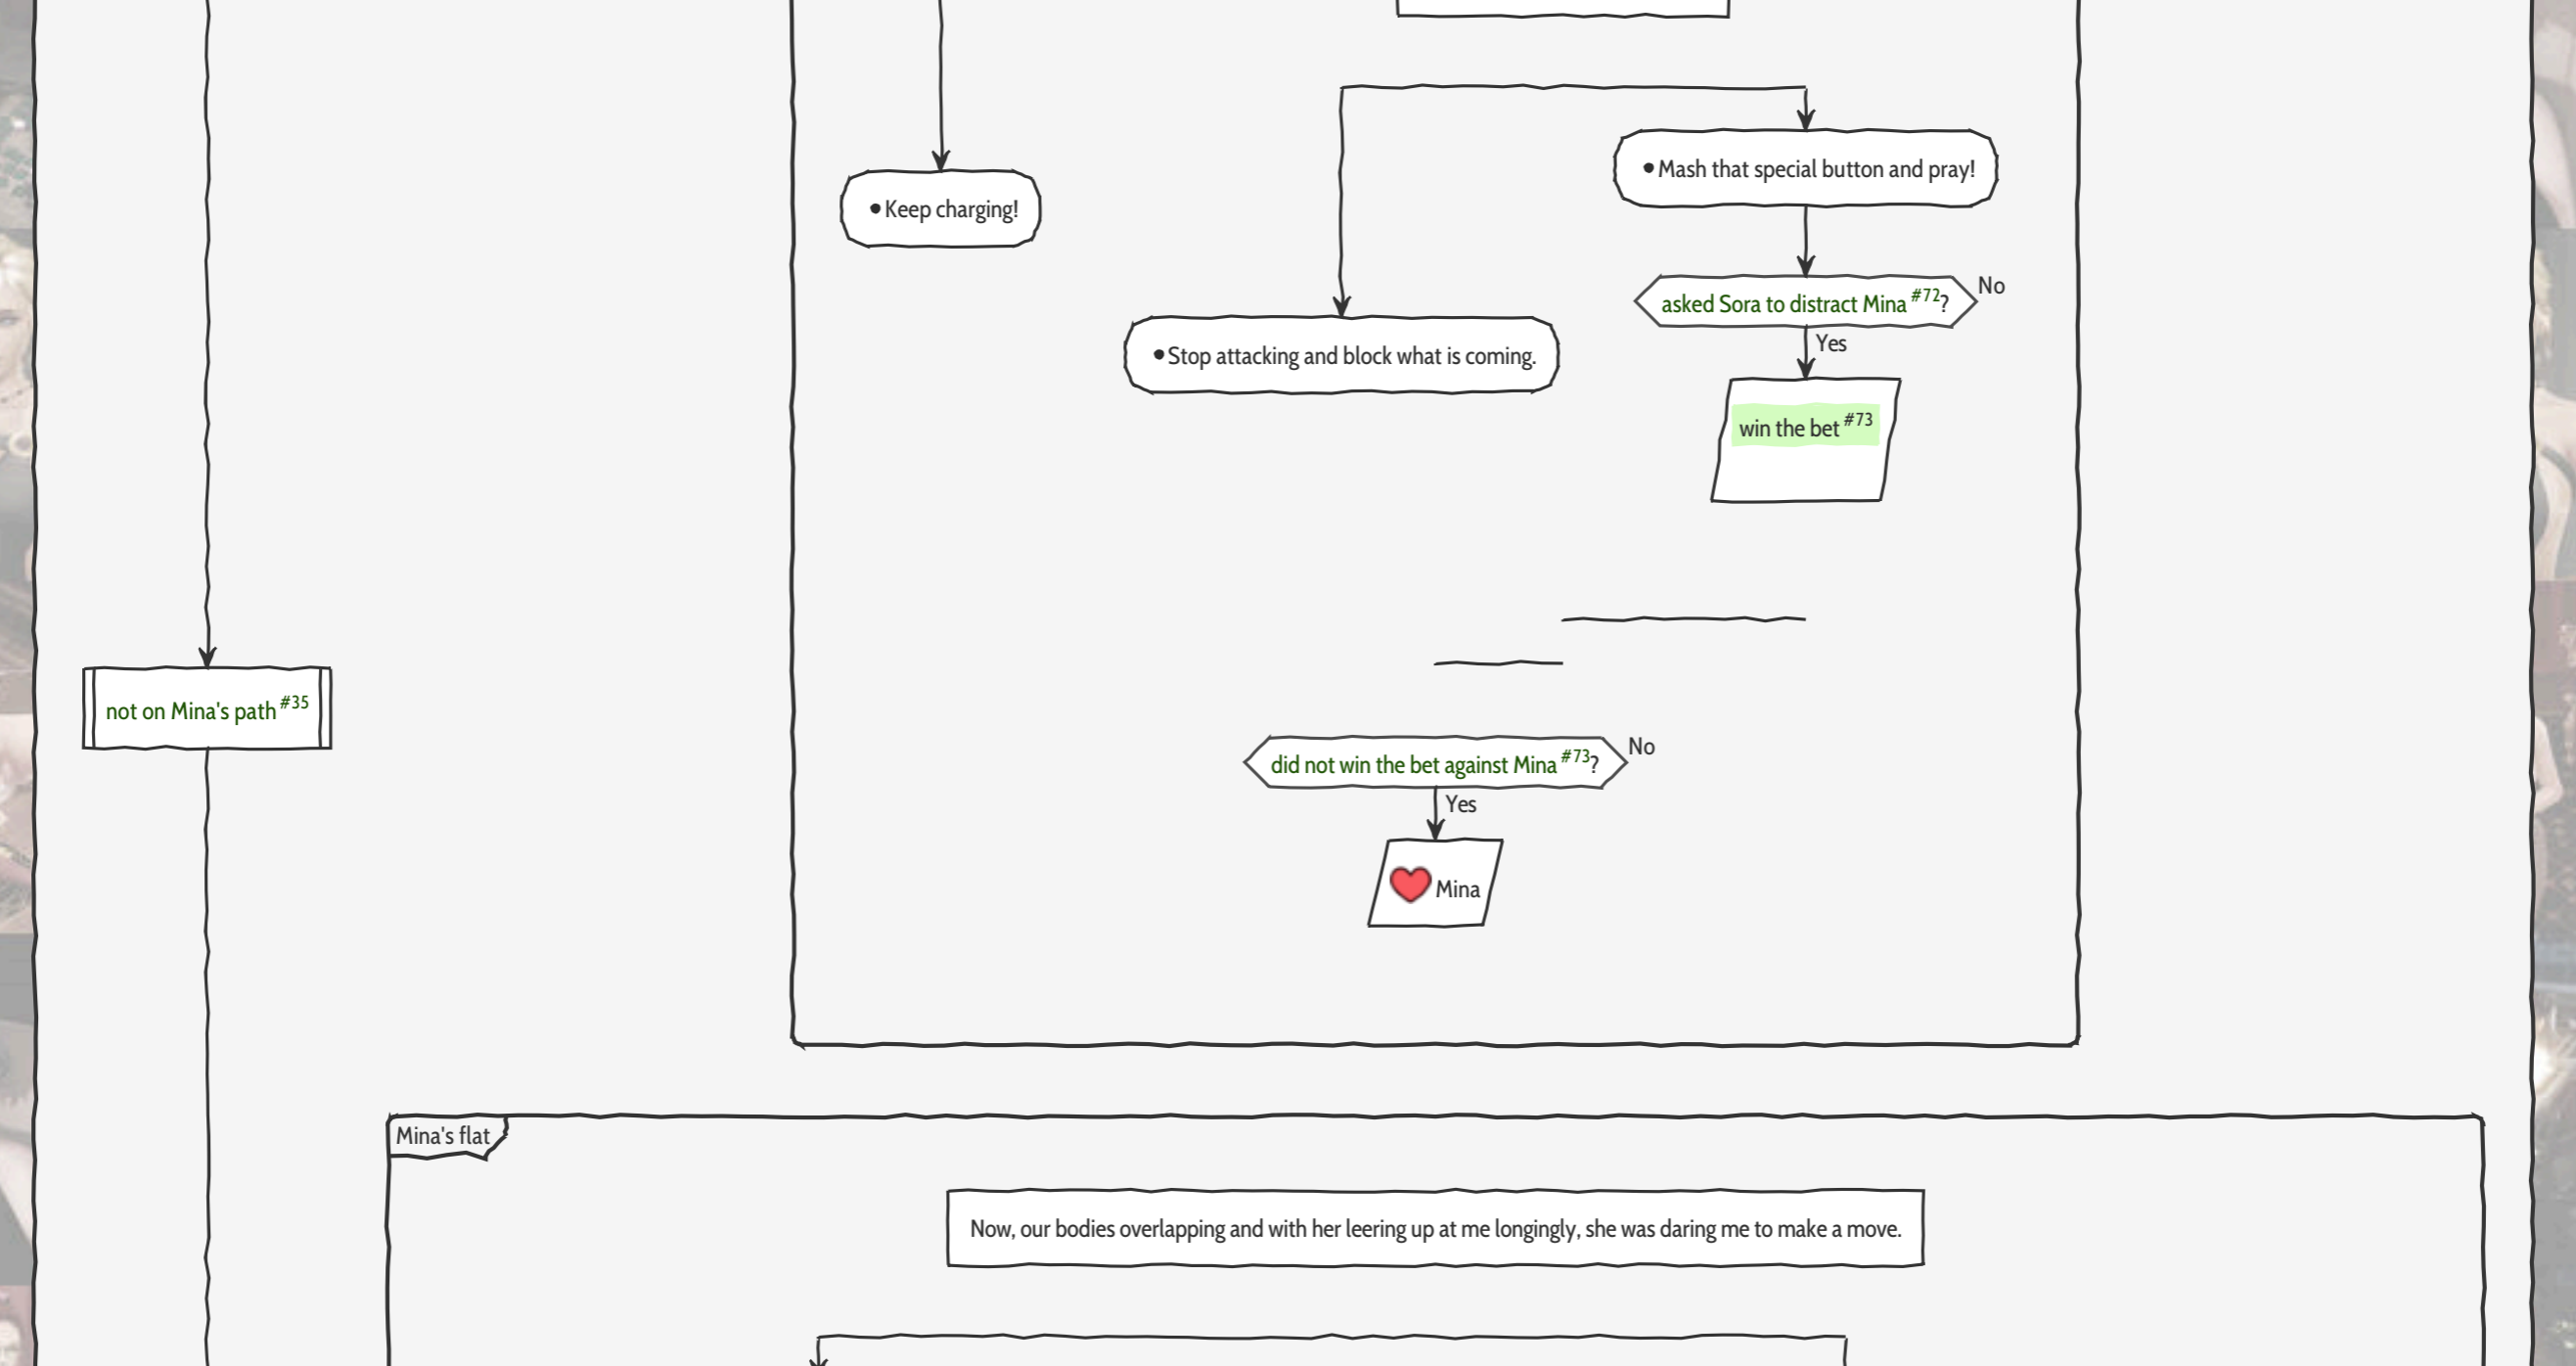 • Mash that special button and pray!
• Keep charging!
asked Sora to distract Mina #72?
No
Yes
• Stop attacking and block what is coming.
win the bet #73
not on Mina's path #35
did not win the bet against Mina #73?
No
Yes
Mina
Mina's flat
Now, our bodies overlapping and with her leering up at me longingly, she was daring me to make a move.